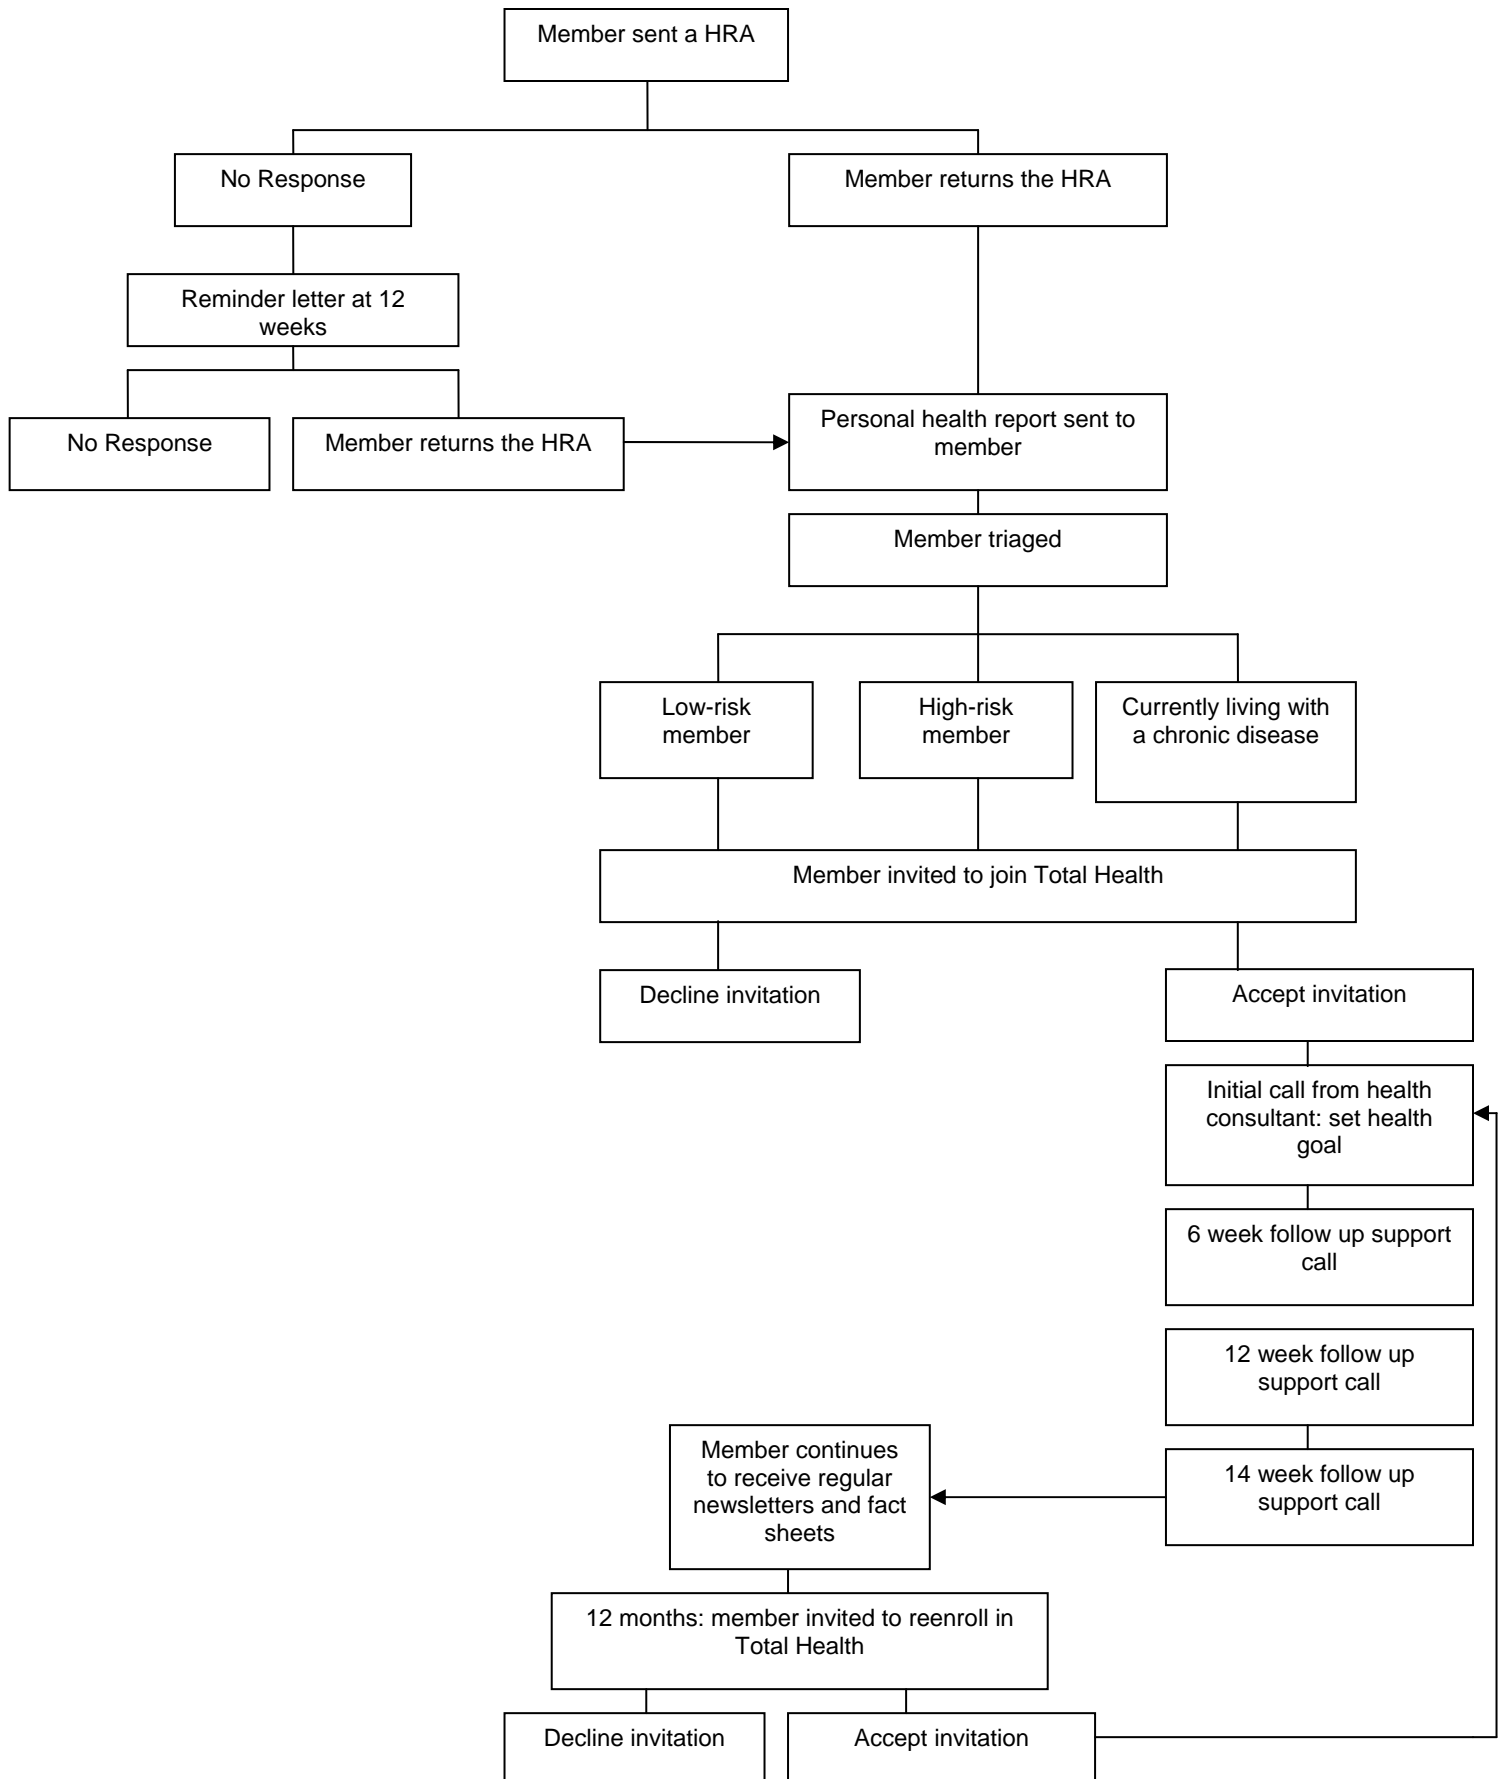 Member sent a HRA
No Response
Member returns the HRA
Reminder letter at 12
weeks
No Response
Member returns the HRA
Personal health report sent to
member
Member triaged
Low-risk
member
High-risk
member
Currently living with
a chronic disease
Member invited to join Total Health
Decline invitation
Accept invitation
Initial call from health
consultant: set health
goal
6 week follow up support
call
12 week follow up
support call
14 week follow up
support call
Member continues
to receive regular
newsletters and fact
sheets
12 months: member invited to reenroll in
Total Health
Decline invitation
Accept invitation